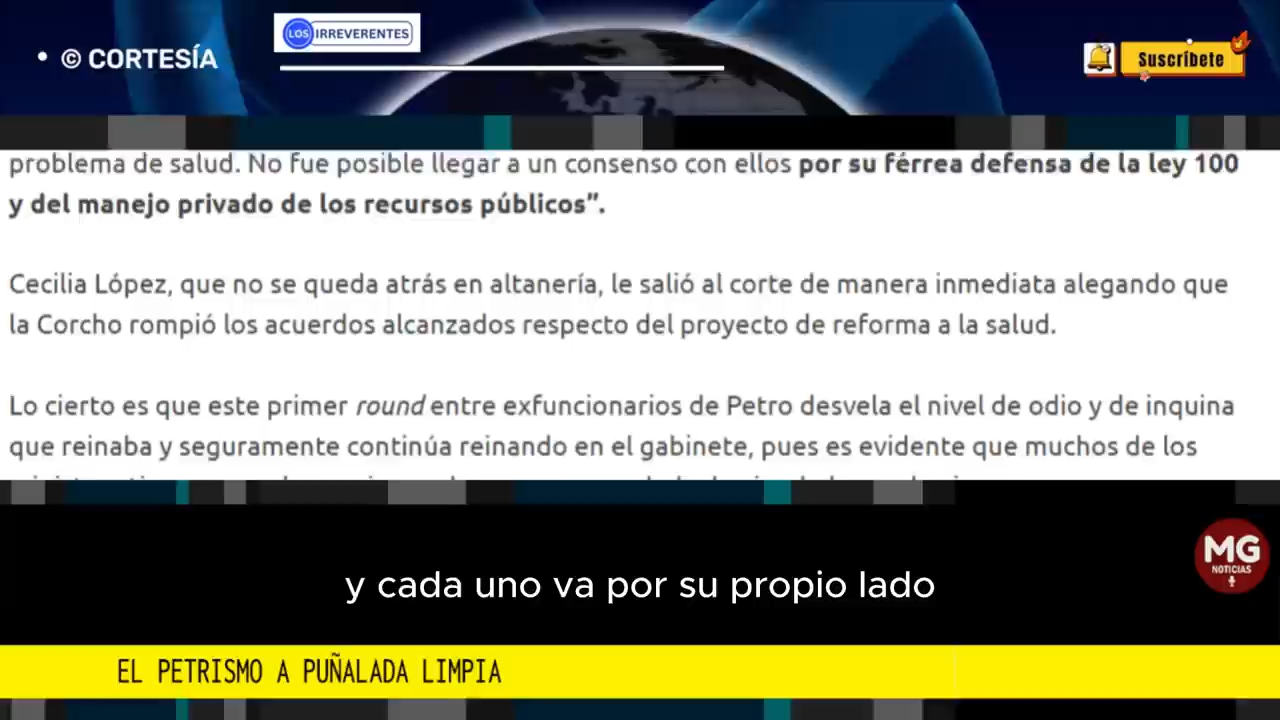 • © CORTESÍA
LOS IRREVERENTES
Suscríbete
problema de salud. No fue posible llegar a un consenso con ellos por su férrea defensa de la ley 100
y del manejo privado de los recursos públicos”.
Cecilia López, que no se queda atrás en altanería, le salió al corte de manera inmediata alegando que
la Corcho rompió los acuerdos alcanzados respecto del proyecto de reforma a la salud.
Lo cierto es que este primer round entre exfuncionarios de Petro desvela el nivel de odio y de inquina
que reinaba y seguramente continúa reinando en el gabinete, pues es evidente que muchos de los
MG
NOTICIAS
y cada uno va por su propio lado
EL PETRISMO A PUÑALADA LIMPIA